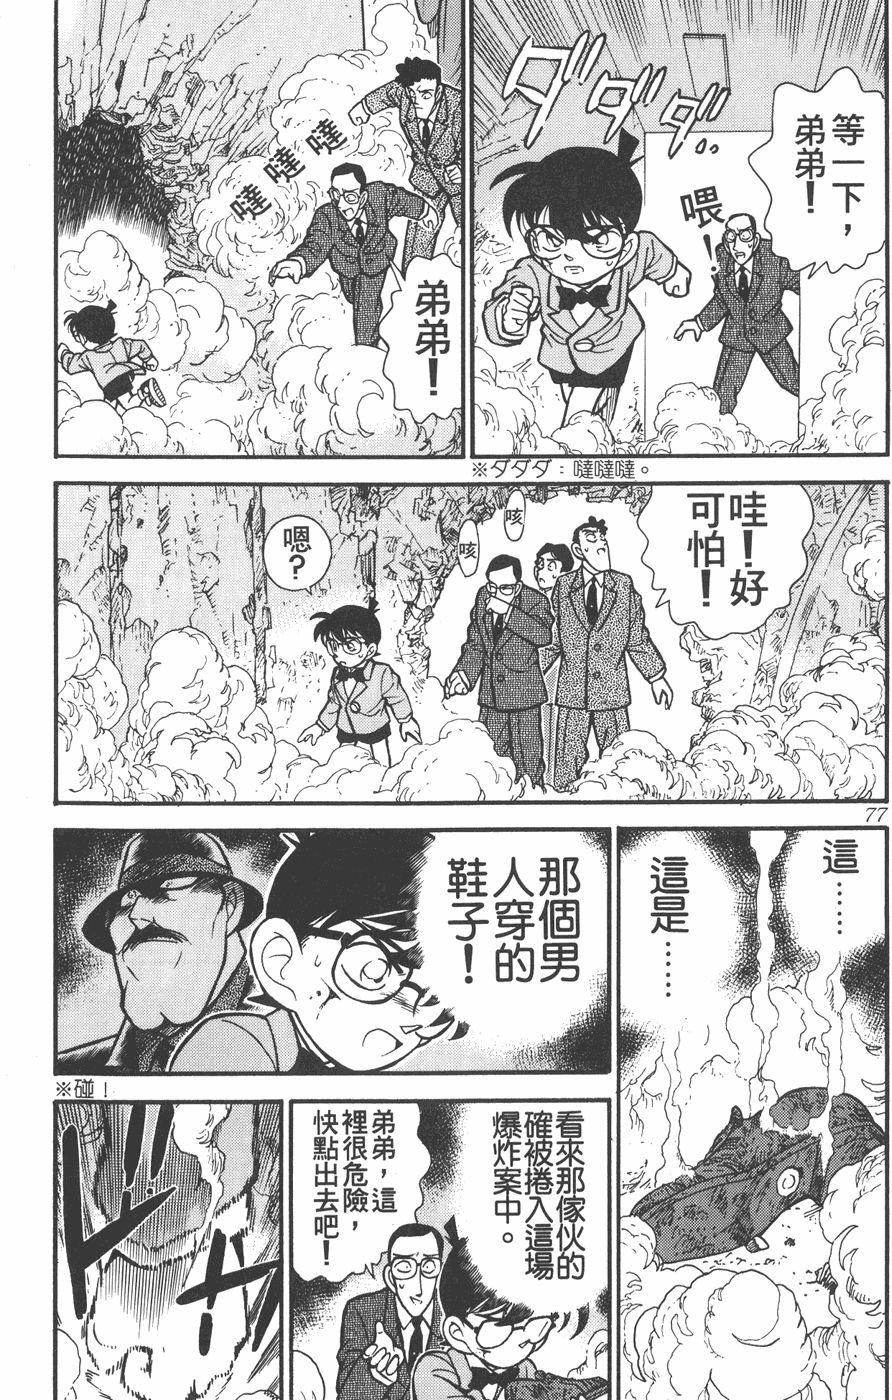 等一下，
弟弟！
喂！
ダダダ。
※ダダダ：噠噠噠。
噠噠噠
弟弟！
哇！好
可怕！
咳
咳
嗯？
77
這……
這是……
那個男
人穿的
鞋子！
看來那傢伙的
確被捲入這場
爆炸案中。
弟弟，這
裡很危險，
快點出去吧！
※碰！
ドドッ